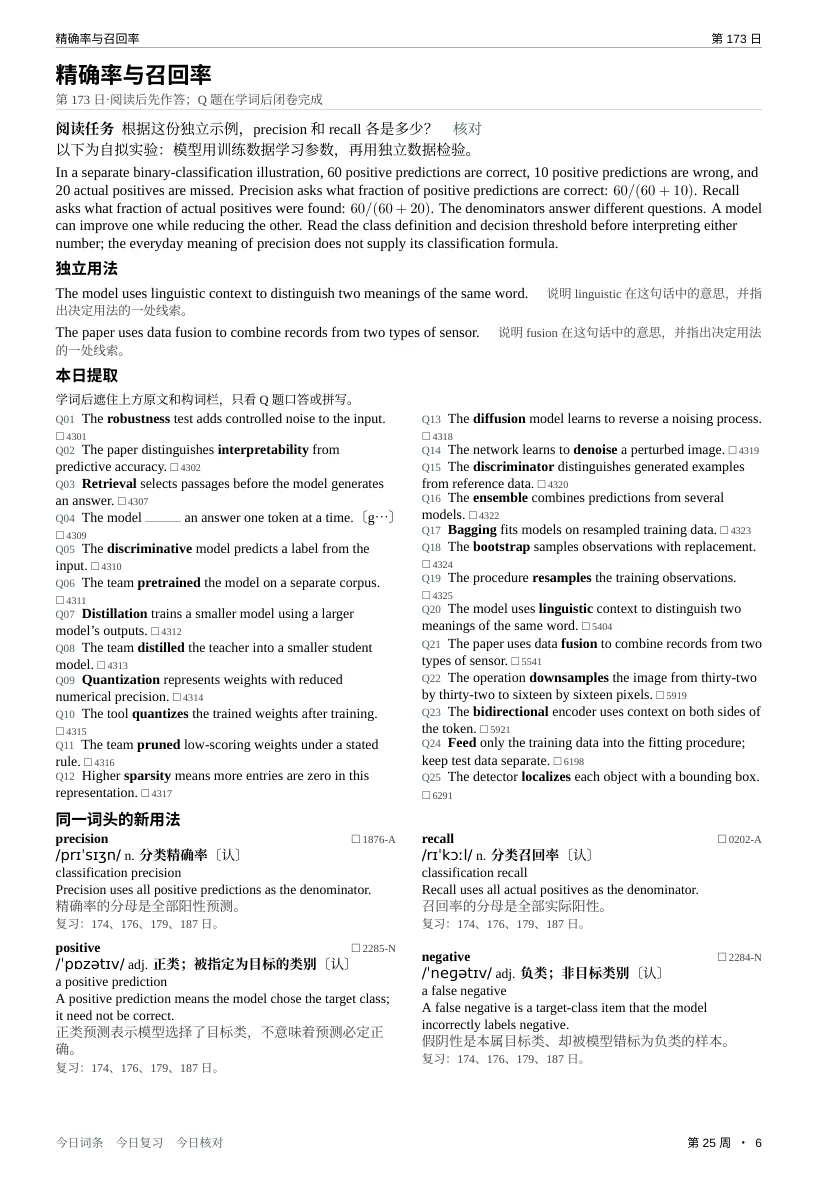 精确率与召回率
第 173 日
精确率与召回率
第 173 日·阅读后先作答；Q 题在学词后闭卷完成
阅读任务 根据这份独立示例，precision 和 recall 各是多少？ 核对
以下为自拟实验：模型用训练数据学习参数，再用独立数据检验。
In a separate binary-classification illustration, 60 positive predictions are correct, 10 positive predictions are wrong, and
20 actual positives are missed. Precision asks what fraction of positive predictions are correct: 60/(60 + 10). Recall
asks what fraction of actual positives were found: 60/(60 + 20). The denominators answer different questions. A model
can improve one while reducing the other. Read the class definition and decision threshold before interpreting either
number; the everyday meaning of precision does not supply its classification formula.
独立用法
The model uses linguistic context to distinguish two meanings of the same word. 说明 linguistic 在这句话中的意思，并指
出决定用法的一处线索。
The paper uses data fusion to combine records from two types of sensor. 说明 fusion 在这句话中的意思，并指出决定用法
的一处线索。
本日提取
学词后遮住上方原文和构词栏，只看 Q 题口答或拼写。
Q01 The robustness test adds controlled noise to the input.
□ 4301
Q02 The paper distinguishes interpretability from
predictive accuracy. □ 4302
Q03 Retrieval selects passages before the model generates
an answer. □ 4307
Q04 The model _____ an answer one token at a time.〔g⋯〕
□ 4309
Q05 The discriminative model predicts a label from the
input. □ 4310
Q06 The team pretrained the model on a separate corpus.
□ 4311
Q07 Distillation trains a smaller model using a larger
model’s outputs. □ 4312
Q08 The team distilled the teacher into a smaller student
model. □ 4313
Q09 Quantization represents weights with reduced
numerical precision. □ 4314
Q10 The tool quantizes the trained weights after training.
□ 4315
Q11 The team pruned low-scoring weights under a stated
rule. □ 4316
Q12 Higher sparsity means more entries are zero in this
representation. □ 4317
Q13 The diffusion model learns to reverse a noising process.
□ 4318
Q14 The network learns to denoise a perturbed image. □ 4319
Q15 The discriminator distinguishes generated examples
from reference data. □ 4320
Q16 The ensemble combines predictions from several
models. □ 4322
Q17 Bagging fits models on resampled training data. □ 4323
Q18 The bootstrap samples observations with replacement.
□ 4324
Q19 The procedure resamples the training observations.
□ 4325
Q20 The model uses linguistic context to distinguish two
meanings of the same word. □ 5404
Q21 The paper uses data fusion to combine records from two
types of sensor. □ 5541
Q22 The operation downsamples the image from thirty-two
by thirty-two to sixteen by sixteen pixels. □ 5919
Q23 The bidirectional encoder uses context on both sides of
the token. □ 5921
Q24 Feed only the training data into the fitting procedure;
keep test data separate. □ 6198
Q25 The detector localizes each object with a bounding box.
□ 6291
同一词头的新用法
precision □ 1876-A
/prɪˈsɪʒn/ n. 分类精确率〔认〕
classification precision
Precision uses all positive predictions as the denominator.
精确率的分母是全部阳性预测。
复习：174、176、179、187 日。
positive □ 2285-N
/ˈpɒzətɪv/ adj. 正类；被指定为目标的类别〔认〕
a positive prediction
A positive prediction means the model chose the target class;
it need not be correct.
正类预测表示模型选择了目标类，不意味着预测必定正
确。
复习：174、176、179、187 日。
recall □ 0202-A
/rɪˈkɔːl/ n. 分类召回率〔认〕
classification recall
Recall uses all actual positives as the denominator.
召回率的分母是全部实际阳性。
复习：174、176、179、187 日。
negative □ 2284-N
/ˈneɡətɪv/ adj. 负类；非目标类别〔认〕
a false negative
A false negative is a target-class item that the model
incorrectly labels negative.
假阴性是本属目标类、却被模型错标为负类的样本。
复习：174、176、179、187 日。
今日词条 今日复习 今日核对
第 25 周 · 6